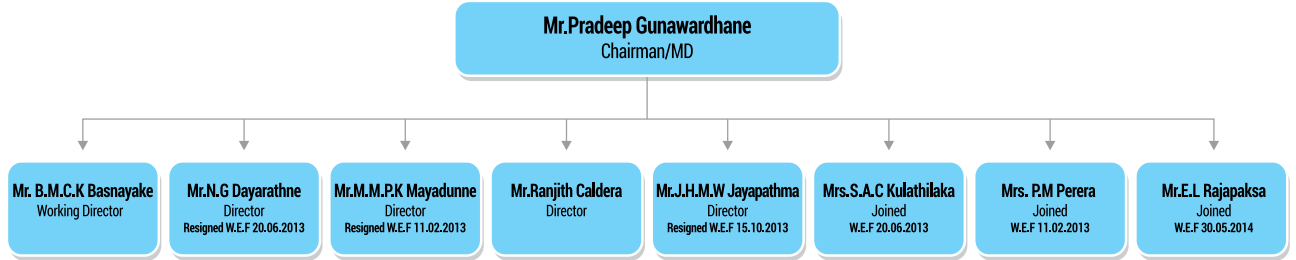 Mr.Pradeep Gunawardhane
Chairman/MD
Mr. B.M.C.K Basnayake
Working Director
Mr.N.G Dayarathne
Director
Resigned W.E.F 20.06.2013
Mr.M.M.P.K Mayadunne
Director
Resigned W.E.F 11.02.2013
Mr.Ranjith Caldera
Director
Mr.J.H.M.W Jayapathma
Director
Resigned W.E.F 15.10.2013
Mrs.S.A.C Kulathilaka
Joined
W.E.F 20.06.2013
Mrs. P.M Perera
Joined
W.E.F 11.02.2013
Mr.E.L Rajapaksa
Joined
W.E.F 30.05.2014